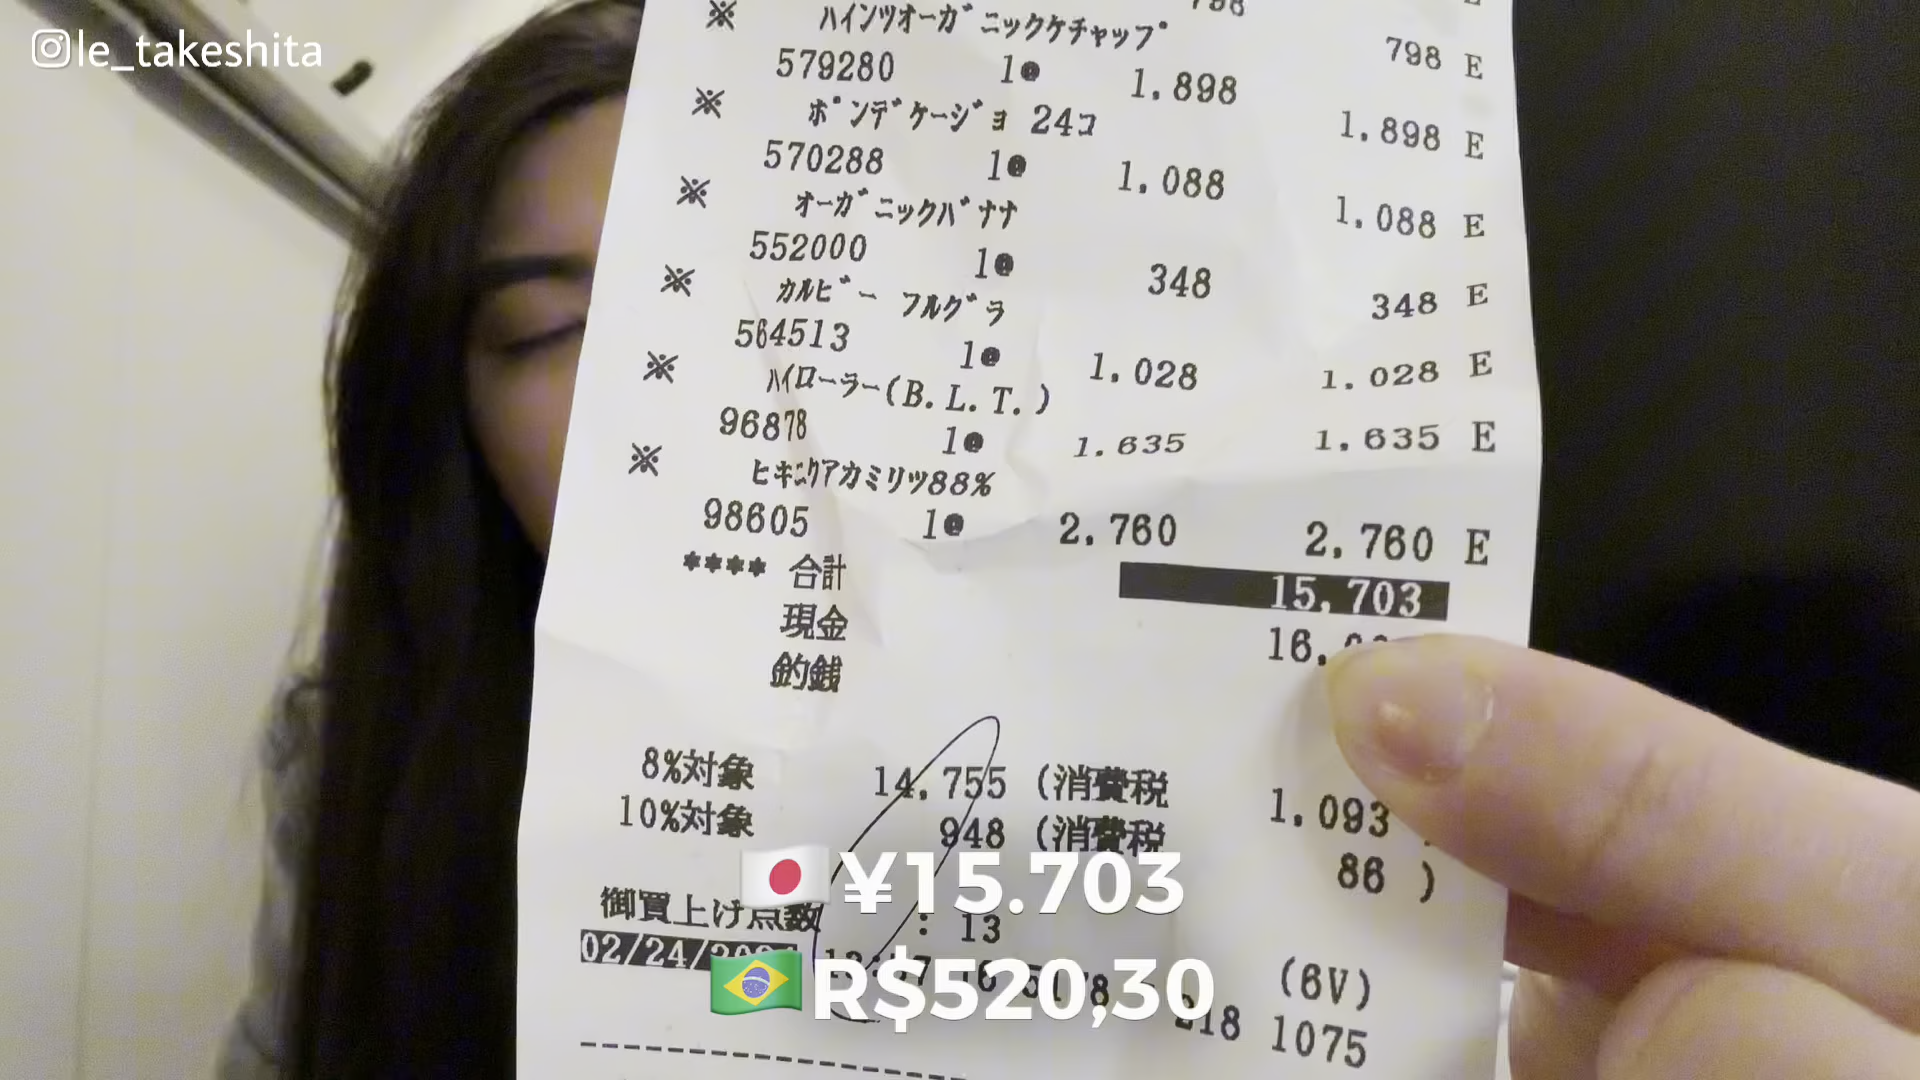 le_takeshita
※ ﾊｲﾝﾂｵｰｶﾞﾆｯｸｹﾁｬｯﾌﾟ 798 E
579280 1@ 1.898
※ ﾎﾟﾝﾃﾞｹｰｼﾞｮ 24ｺ 1.898 E
570288 1@ 1.088
※ ｵｰｶﾞﾆｯｸﾊﾞﾅﾅ 1.088 E
552000 1@ 348
※ ｶﾙﾋﾞｰ ﾌﾙｸﾞﾗ 348 E
564513 1@ 1.028 1.028 E
※ ﾊｲﾛｰﾗｰ(B.L.T.)
96878 1@ 1.635 1.635 E
※ ﾋｷﾆｸｱｶﾐﾘﾂ88%
98605 1@ 2.760 2.760 E
**** 合計 15,703
現金 16.
釣銭
8%対象 14,755 (消費税 1.093
10%対象 948 (消費税 86 )
¥15.703
御買上げ点数 : 13
02/24/
R$520,30
(6V)
218 1075